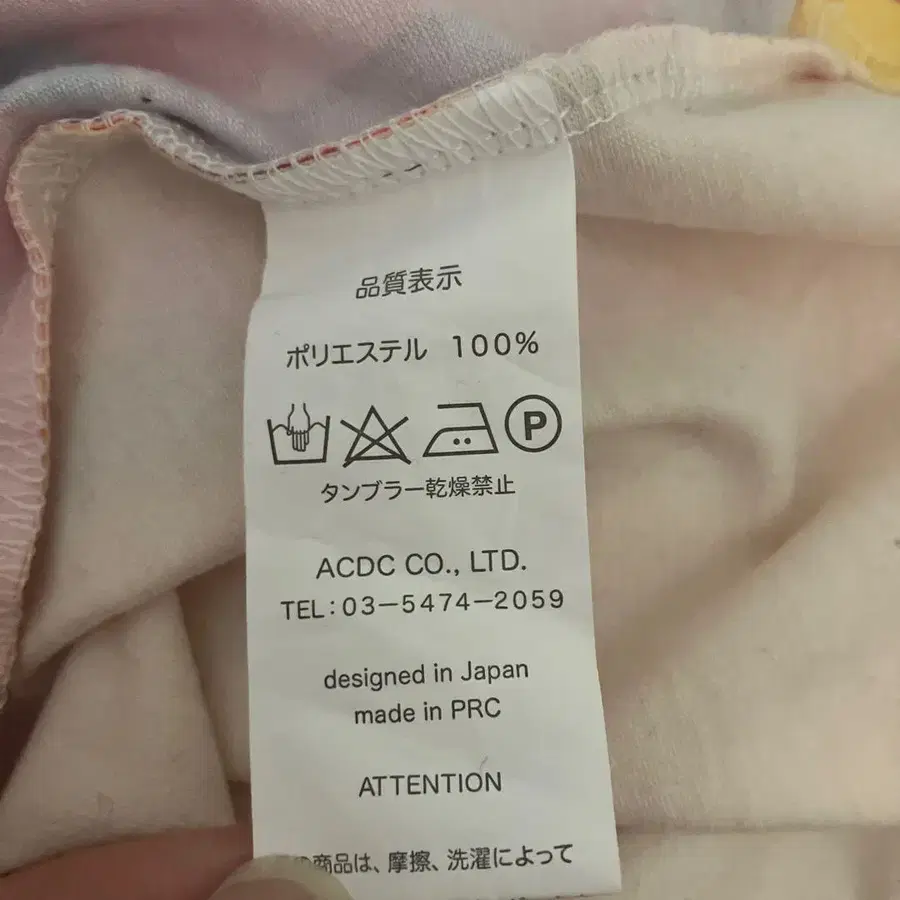 品質表示
ポリエステル 100%
P
タンブラー乾燥禁止
ACDC CO., LTD.
TEL:03-5474-2059
designed in Japan
made in PRC
ATTENTION
商品は、摩擦、洗濯によって